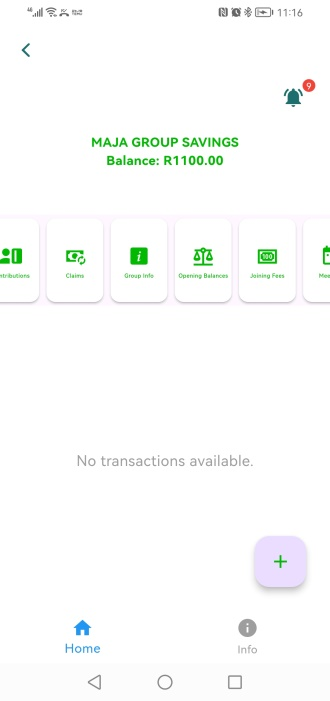 11:16
9
MAJA GROUP SAVINGS
Balance: R1100.00
ntributions
Claims
Group Info
Opening Balances
Joining Fees
Mee
No transactions available.
+
Home
Info